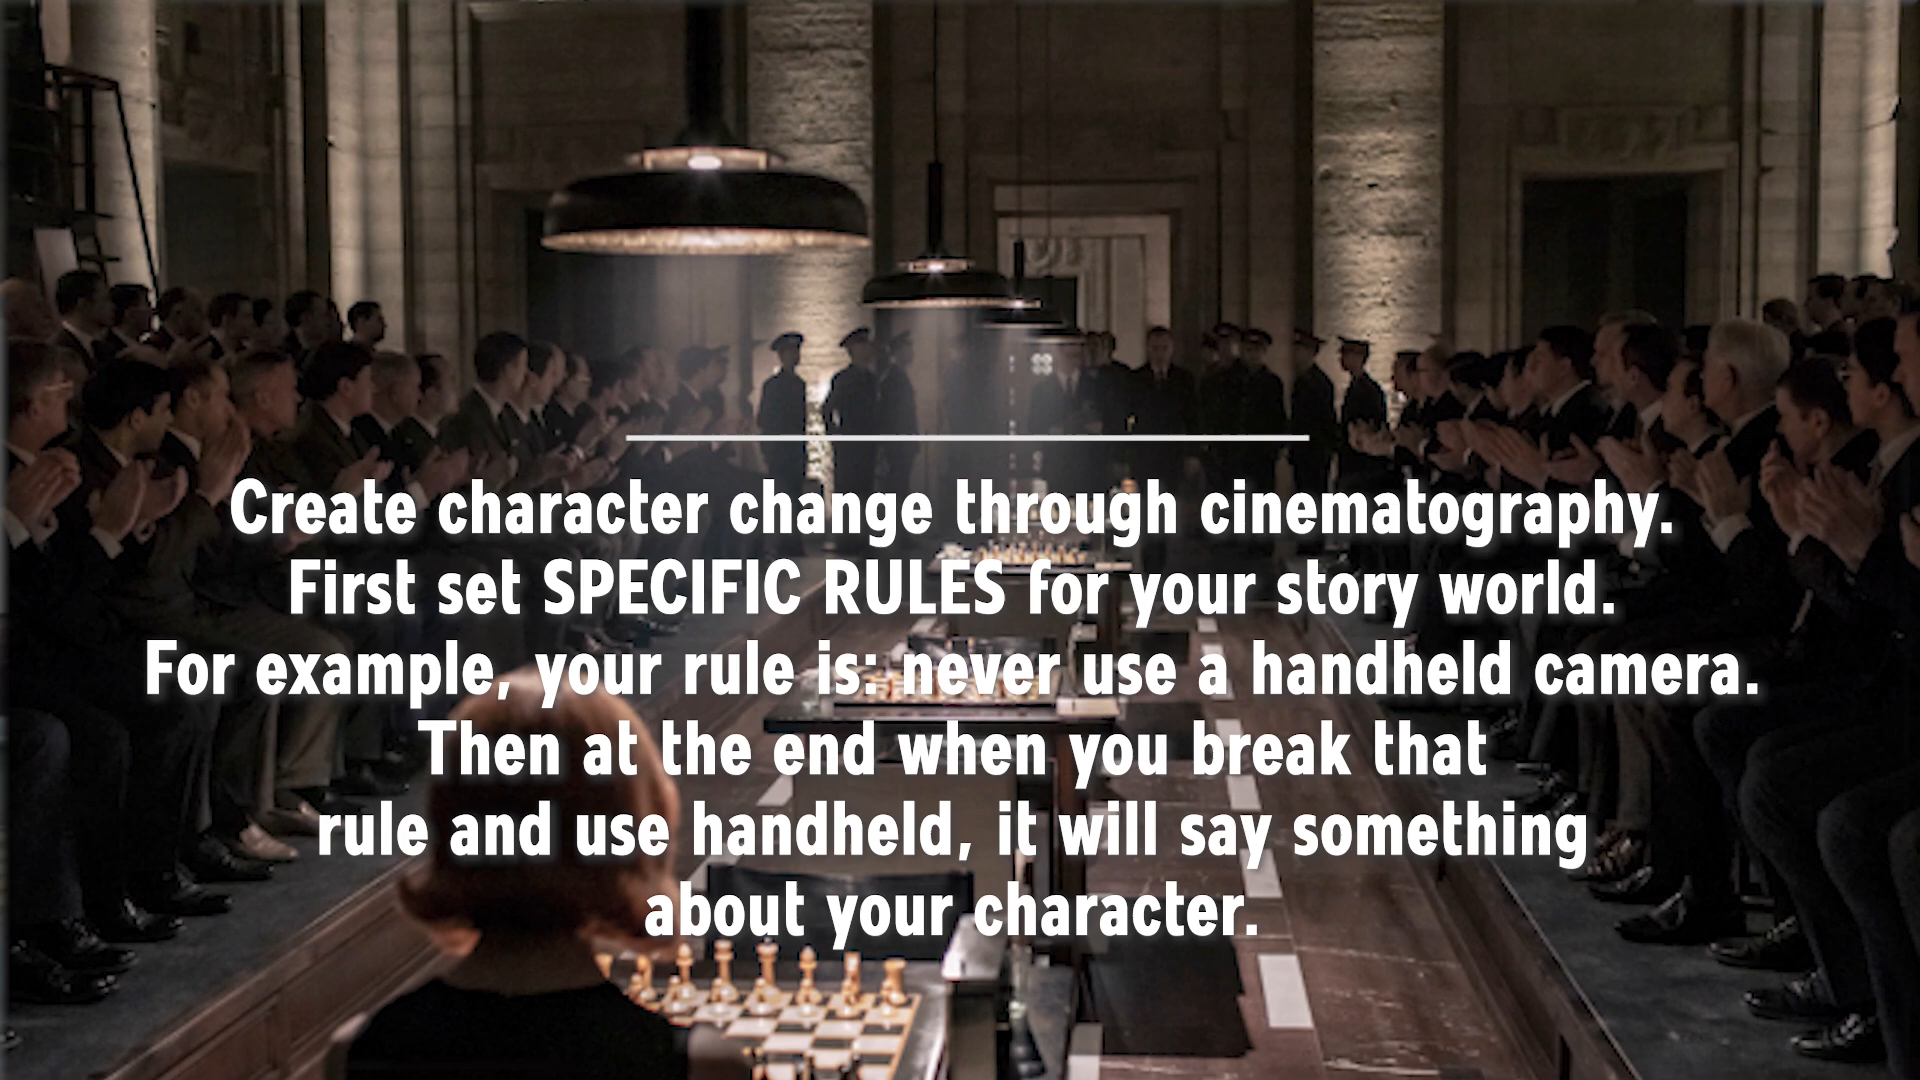 Create character change through cinematography.
First set SPECIFIC RULES for your story world.
For example, your rule is: never use a handheld camera.
Then at the end when you break that
rule and use handheld, it will say something
about your character.